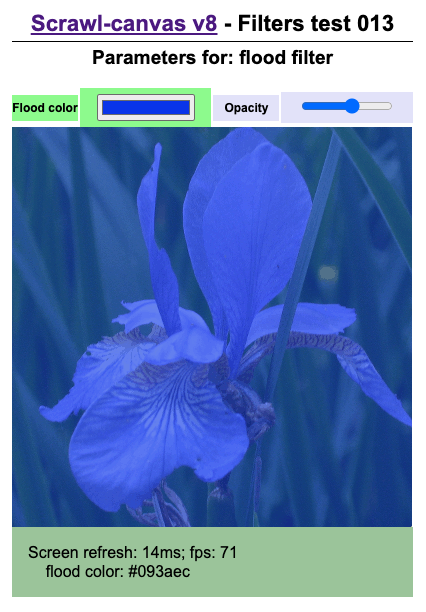 Scrawl-canvas v8 - Filters test 013
Parameters for: flood filter
Flood color
Opacity
Screen refresh: 14ms; fps: 71
flood color: #093aec